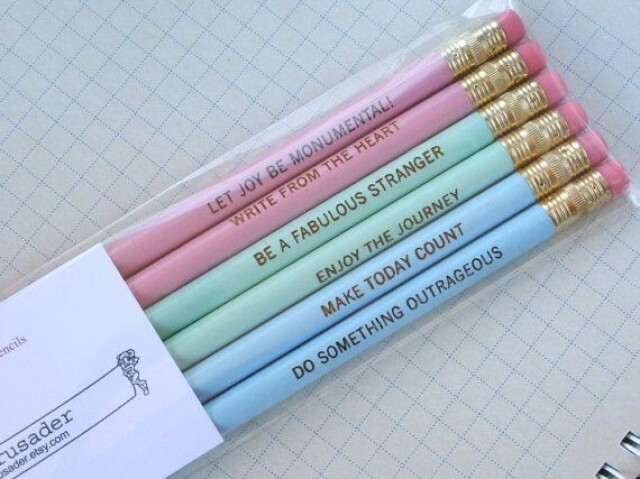 LET JOY BE MONUMENTAL!
WRITE FROM THE HEART
BE A FABULOUS STRANGER
ENJOY THE JOURNEY
MAKE TODAY COUNT
DO SOMETHING OUTRAGEOUS
encils
rusader
usader.etsy.com